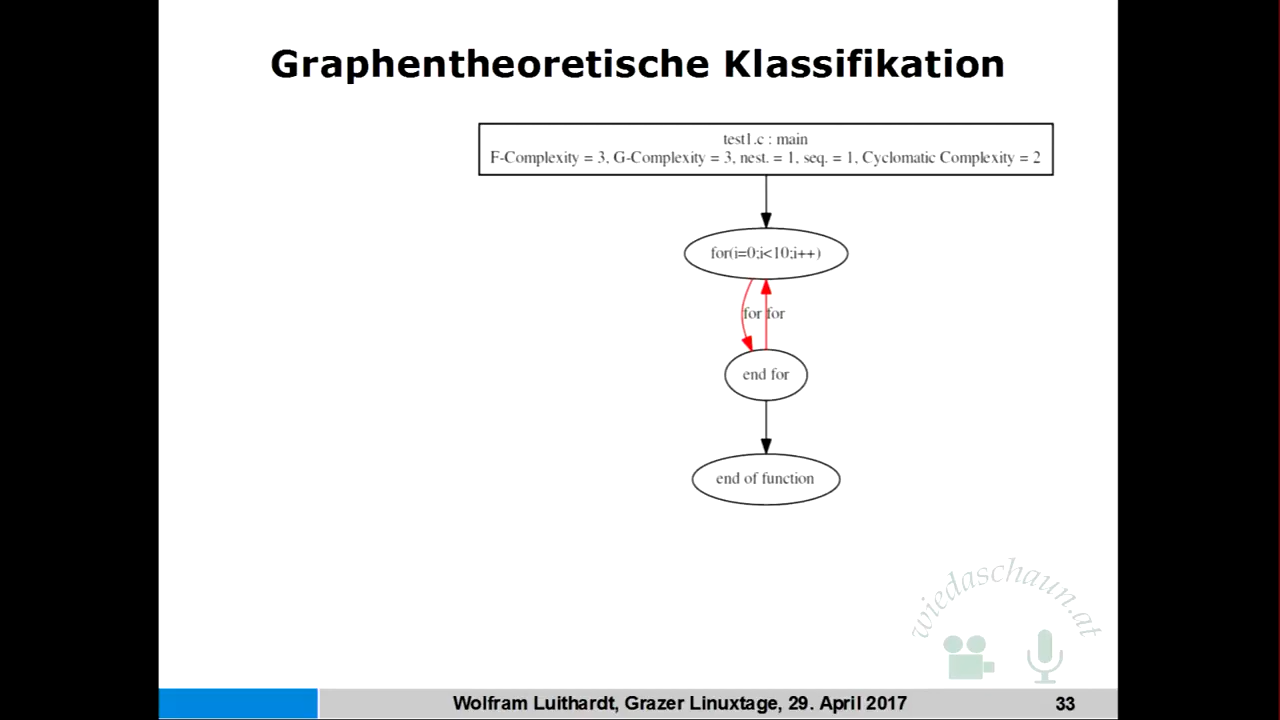 Graphentheoretische Klassifikation
test1.c : main
F-Complexity = 3, G-Complexity = 3, nest. = 1, seq. = 1, Cyclomatic Complexity = 2
for(i=0;i<10;i++)
for for
end for
end of function
wiedaschaun.at
Wolfram Luithardt, Grazer Linuxtage, 29. April 2017
33